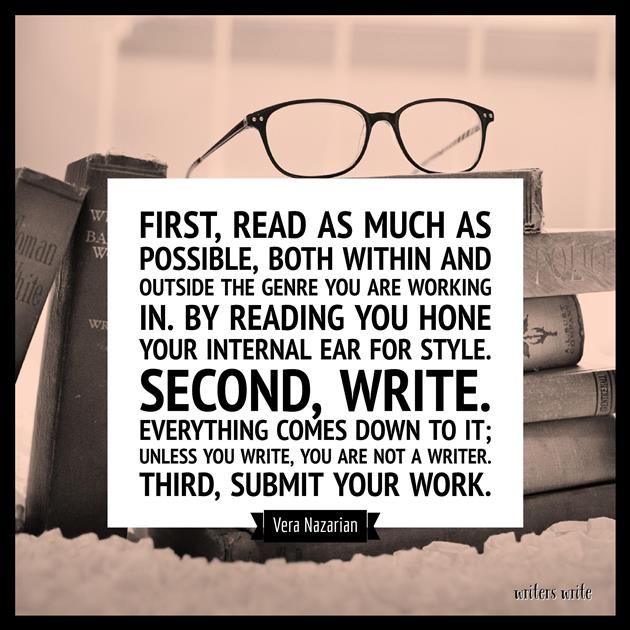 FIRST, READ AS MUCH AS
POSSIBLE, BOTH WITHIN AND
OUTSIDE THE GENRE YOU ARE WORKING
IN. BY READING YOU HONE
YOUR INTERNAL EAR FOR STYLE.
SECOND, WRITE.
EVERYTHING COMES DOWN TO IT;
UNLESS YOU WRITE, YOU ARE NOT A WRITER.
THIRD, SUBMIT YOUR WORK.
Vera Nazarian
writers write